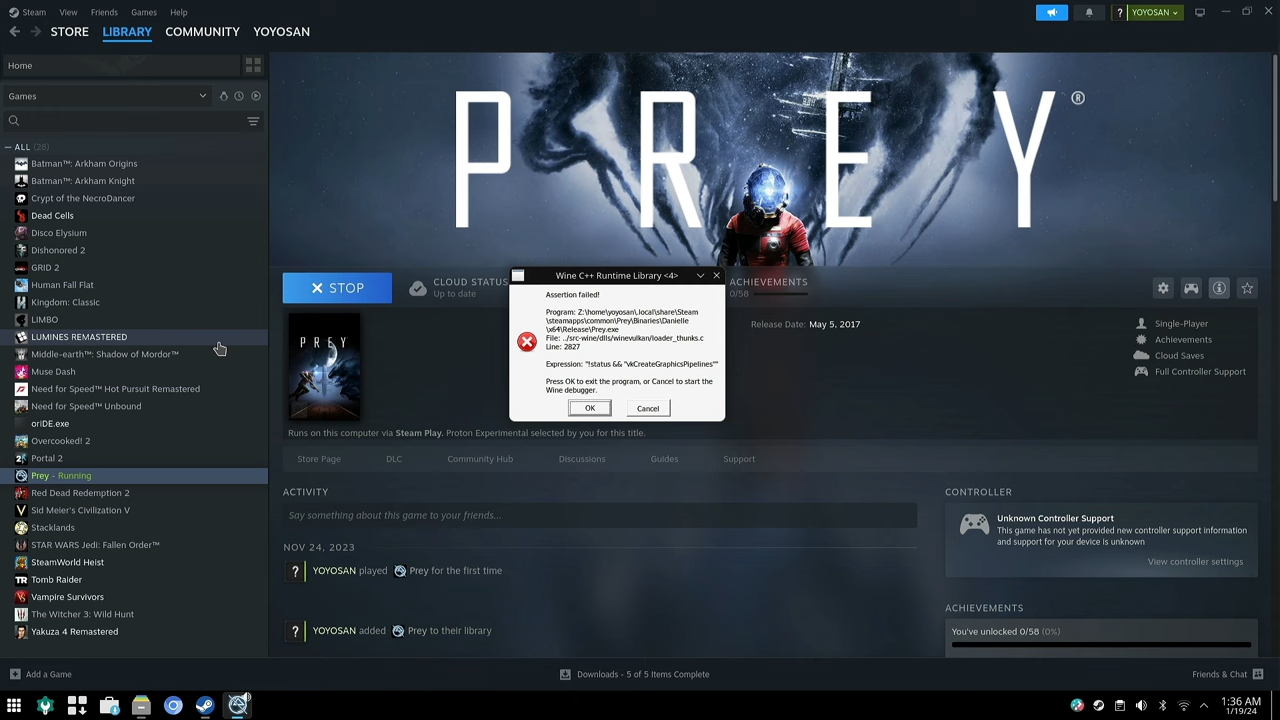 Steam View Friends Games Help
YOYOSAN
STORE LIBRARY COMMUNITY YOYOSAN
Home
Games
ALL (28)
Batman™: Arkham Origins
Batman™: Arkham Knight
Crypt of the NecroDancer
Dead Cells
Disco Elysium
Dishonored 2
GRID 2
Human Fall Flat
Kingdom: Classic
LIMBO
LUMINES REMASTERED
Middle-earth™: Shadow of Mordor™
Muse Dash
Need for Speed™ Hot Pursuit Remastered
Need for Speed™ Unbound
oriDE.exe
Overcooked! 2
Portal 2
Prey - Running
Red Dead Redemption 2
Sid Meier's Civilization V
Stacklands
STAR WARS Jedi: Fallen Order™
SteamWorld Heist
Tomb Raider
Vampire Survivors
The Witcher 3: Wild Hunt
Yakuza 4 Remastered
PREY®
STOP
CLOUD STATUS
Up to date
ACHIEVEMENTS
0/58
PREY
Release Date: May 5, 2017
Single-Player
Achievements
Cloud Saves
Full Controller Support
Wine C++ Runtime Library <4>
Assertion failed!
Program: Z:\home\yoyosan\.local\share\Steam
\steamapps\common\Prey\Binaries\Danielle
\x64\Release\Prey.exe
File: ../src-wine/dlls/winevulkan/loader_thunks.c
Line: 2827
Expression: "!status && "vkCreateGraphicsPipelines""
Press OK to exit the program, or Cancel to start the
Wine debugger.
OK Cancel
Runs on this computer via Steam Play. Proton Experimental selected by you for this title.
Store Page DLC Community Hub Discussions Guides Support
ACTIVITY
Say something about this game to your friends...
NOV 24, 2023
? YOYOSAN played Prey for the first time
? YOYOSAN added Prey to their library
CONTROLLER
Unknown Controller Support
This game has not yet provided new controller support information
and support for your device is unknown
View controller settings
ACHIEVEMENTS
You've unlocked 0/58 (0%)
Add a Game
Downloads - 5 of 5 Items Complete
Friends & Chat
1:36 AM
1/19/24